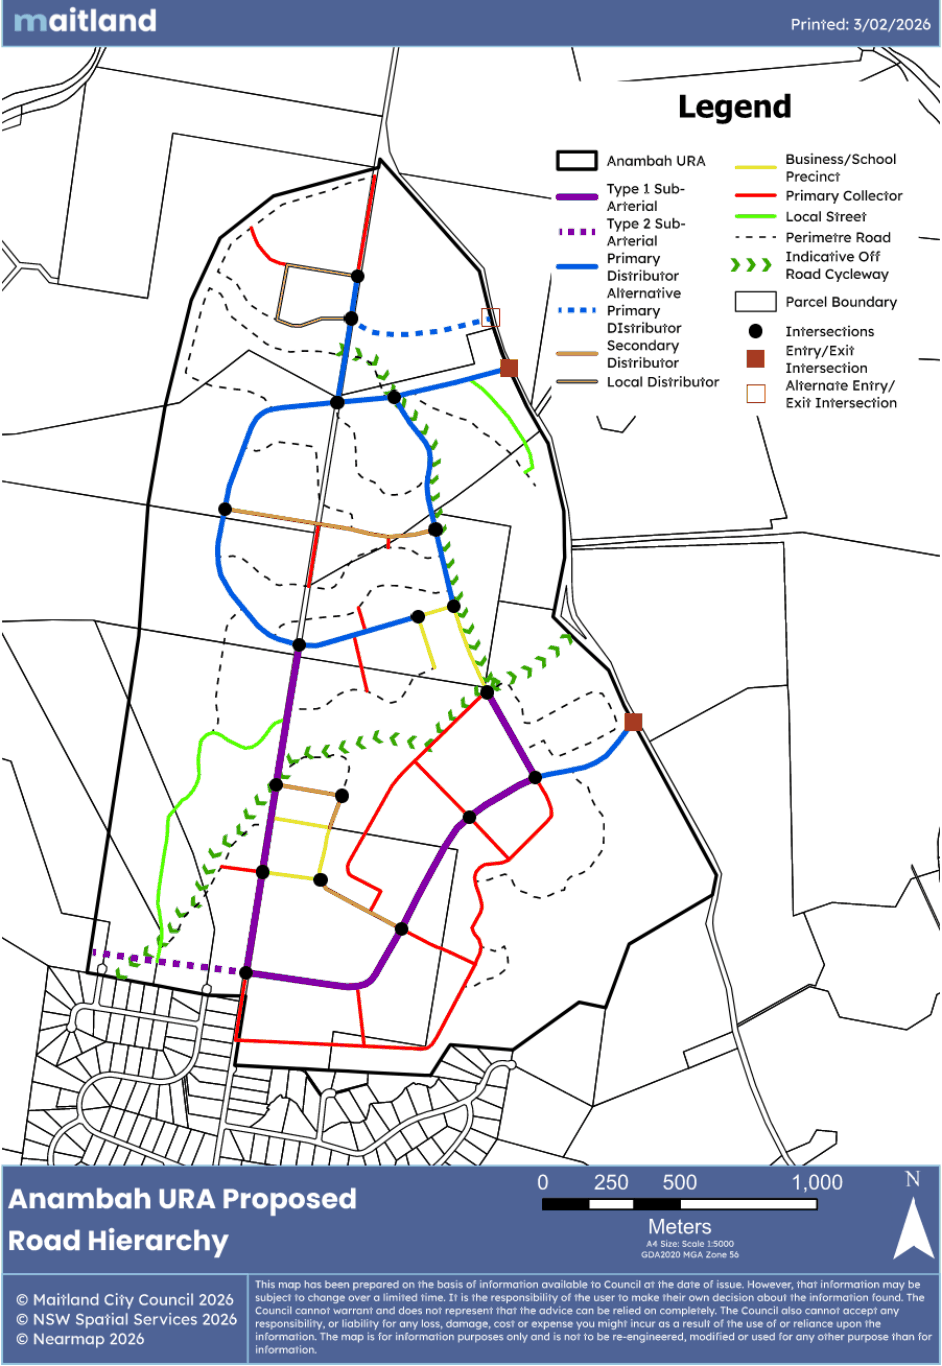 maitland
Printed: 3/02/2026
Legend
Anambah URA
Type 1 Sub-
Arterial
Type 2 Sub-
Arterial
Primary
Distributor
Alternative
Primary
DIstributor
Secondary
Distributor
Local Distributor
Business/School
Precinct
Primary Collector
Local Street
Perimetre Road
Indicative Off
Road Cycleway
Parcel Boundary
Intersections
Entry/Exit
Intersection
Alternate Entry/
Exit Intersection
Anambah URA Proposed
Road Hierarchy
0 250 500 1,000
Meters
A4 Size: Scale 1:5000
GDA2020 MGA Zone 56
N
© Maitland City Council 2026
© NSW Spatial Services 2026
© Nearmap 2026
This map has been prepared on the basis of information available to Council at the date of issue. However, that information may be
subject to change over a limited time. It is the responsibility of the user to make their own decision about the information found. The
Council cannot warrant and does not represent that the advice can be relied on completely. The Council also cannot accept any
responsibility, or liability for any loss, damage, cost or expense you might incur as a result of the use of or reliance upon the
information. The map is for information purposes only and is not to be re-engineered, modified or used for any other purpose than for
information.